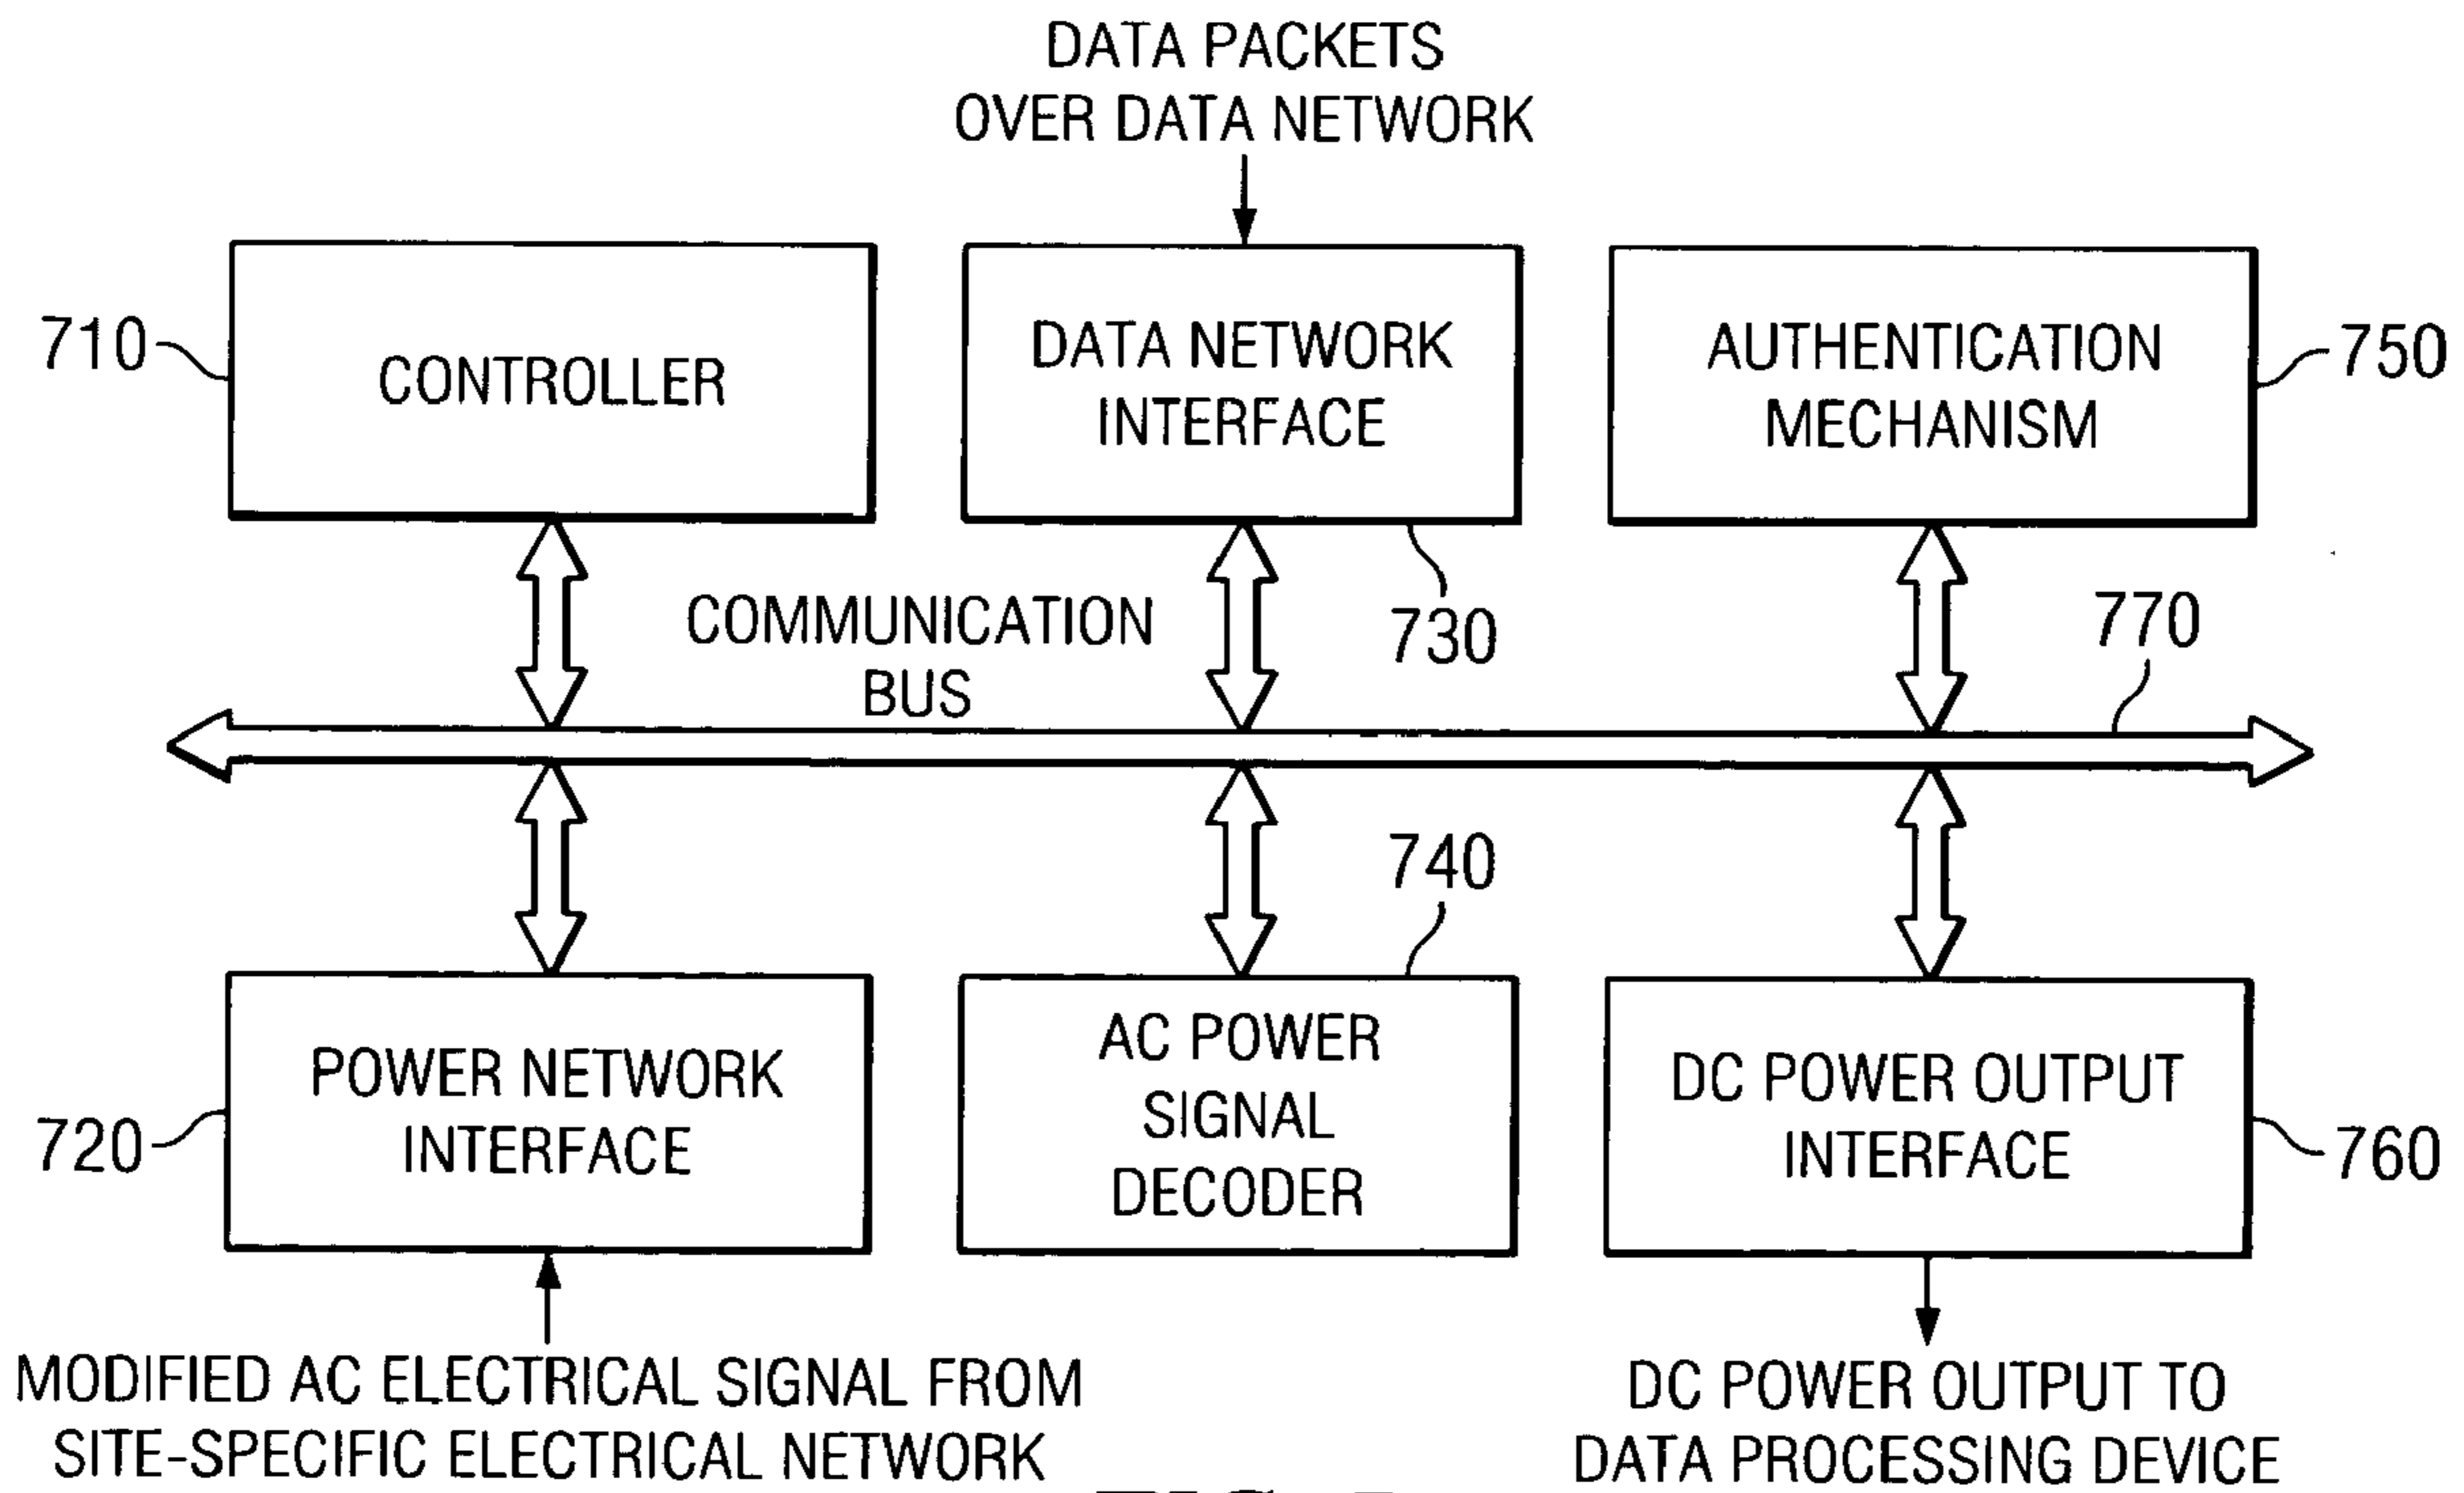 DATA PACKETS
OVER DATA NETWORK
710
CONTROLLER
DATA NETWORK
INTERFACE
AUTHENTICATION
MECHANISM
750
COMMUNICATION
BUS
730
770
740
720
POWER NETWORK
INTERFACE
AC POWER
SIGNAL
DECODER
DC POWER OUTPUT
INTERFACE
760
MODIFIED AC ELECTRICAL SIGNAL FROM
SITE-SPECIFIC ELECTRICAL NETWORK
DC POWER OUTPUT TO
DATA PROCESSING DEVICE